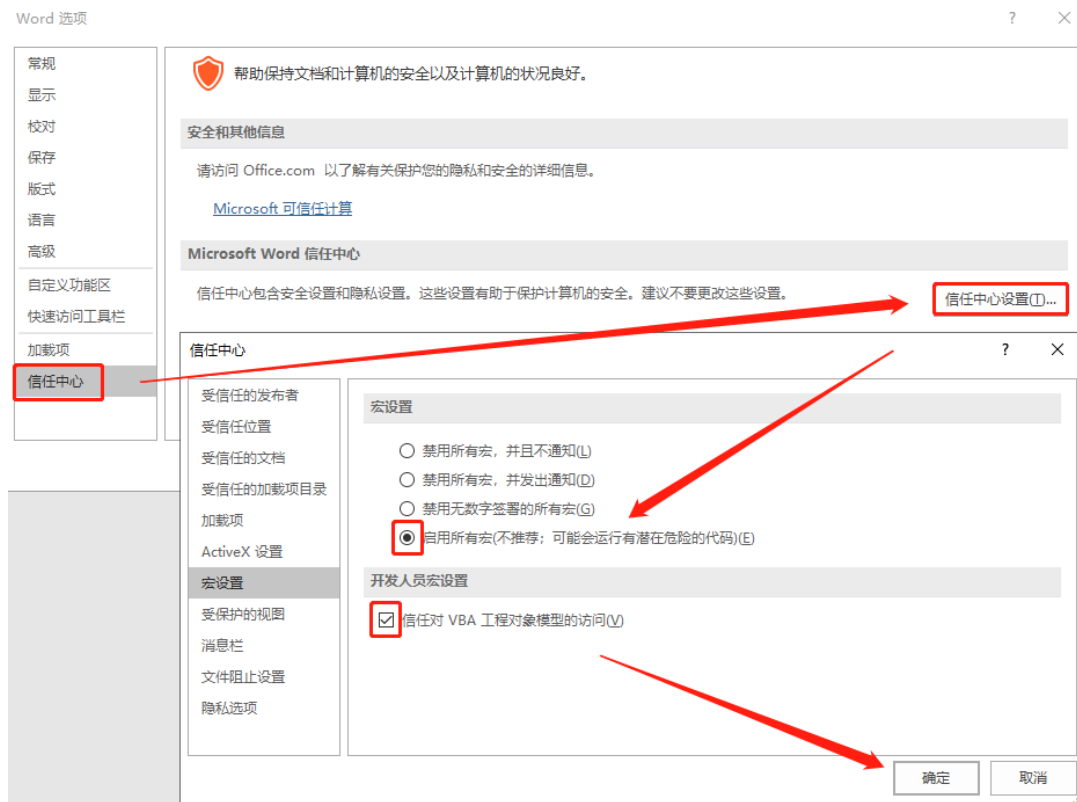 Word 选项
?
×
常规
显示
校对
保存
版式
语言
高级
自定义功能区
快速访问工具栏
加载项
信任中心
帮助保持文档和计算机的安全以及计算机的状况良好。
安全和其他信息
请访问 Office.com 以了解有关保护您的隐私和安全的详细信息。
Microsoft 可信任计算
Microsoft Word 信任中心
信任中心包含安全设置和隐私设置。这些设置有助于保护计算机的安全。建议不要更改这些设置。
信任中心设置(T)...
信任中心
?
×
受信任的发布者
受信任位置
受信任的文档
受信任的加载项目录
加载项
ActiveX 设置
宏设置
受保护的视图
消息栏
文件阻止设置
隐私选项
宏设置
禁用所有宏，并且不通知(L)
禁用所有宏，并发出通知(D)
禁用无数字签署的所有宏(G)
启用所有宏(不推荐；可能会运行有潜在危险的代码)(E)
开发人员宏设置
信任对 VBA 工程对象模型的访问(V)
确定
取消